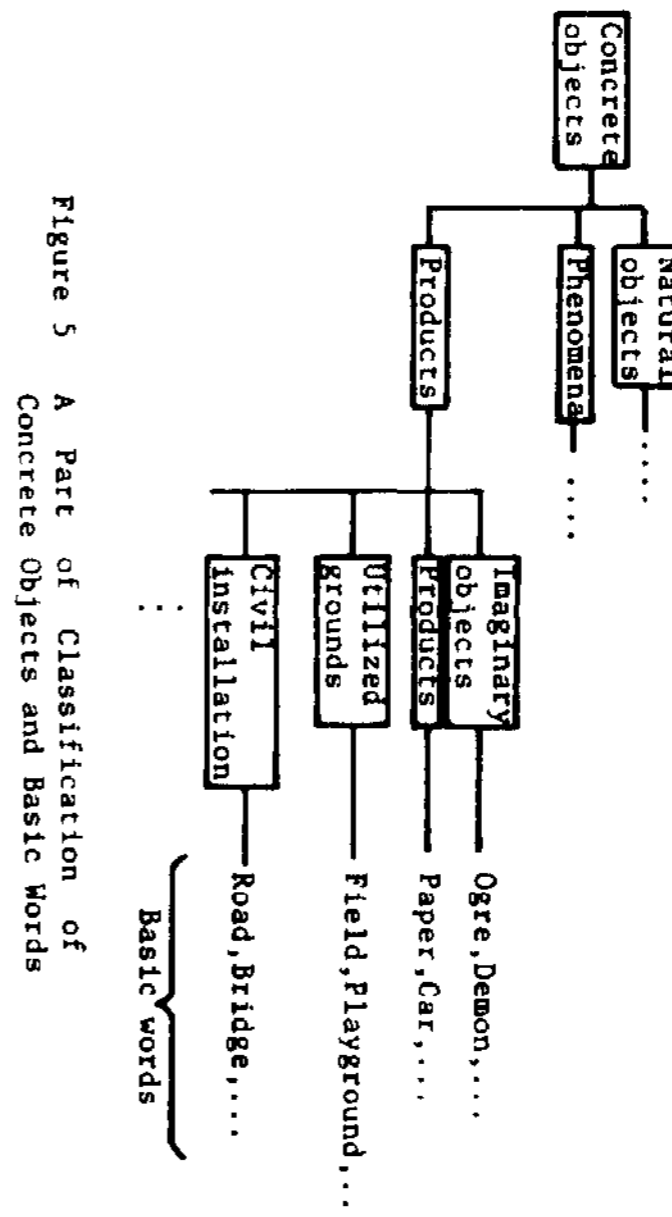 Concrete
objects
Natural
objects
....
Phenomena
....
Products
Imaginary
objects
Ogre,Demon,...
Products
Paper,Car,...
Utilized
grounds
Field,Playground,...
Civil
installation
Road,Bridge,...
...
Basic words
Figure 5 A Part of Classification of
Concrete Objects and Basic Words